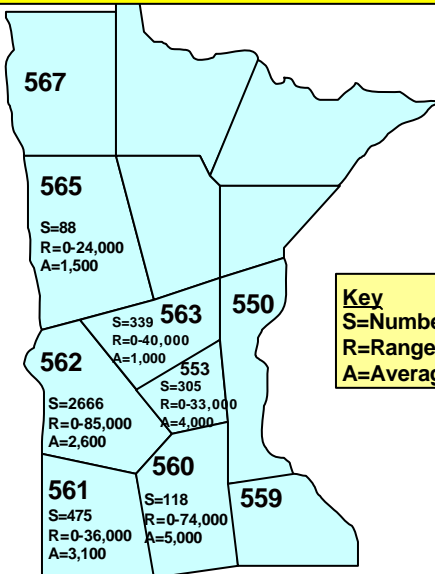 567
565
S=88
R=0-24,000
A=1,500
563
S=339
R=0-40,000
A=1,000
550
553
S=305
R=0-33,000
A=4,000
562
S=2666
R=0-85,000
A=2,600
560
S=118
R=0-74,000
A=5,000
561
S=475
R=0-36,000
A=3,100
559
Key
S=Numbe
R=Range
A=Averag